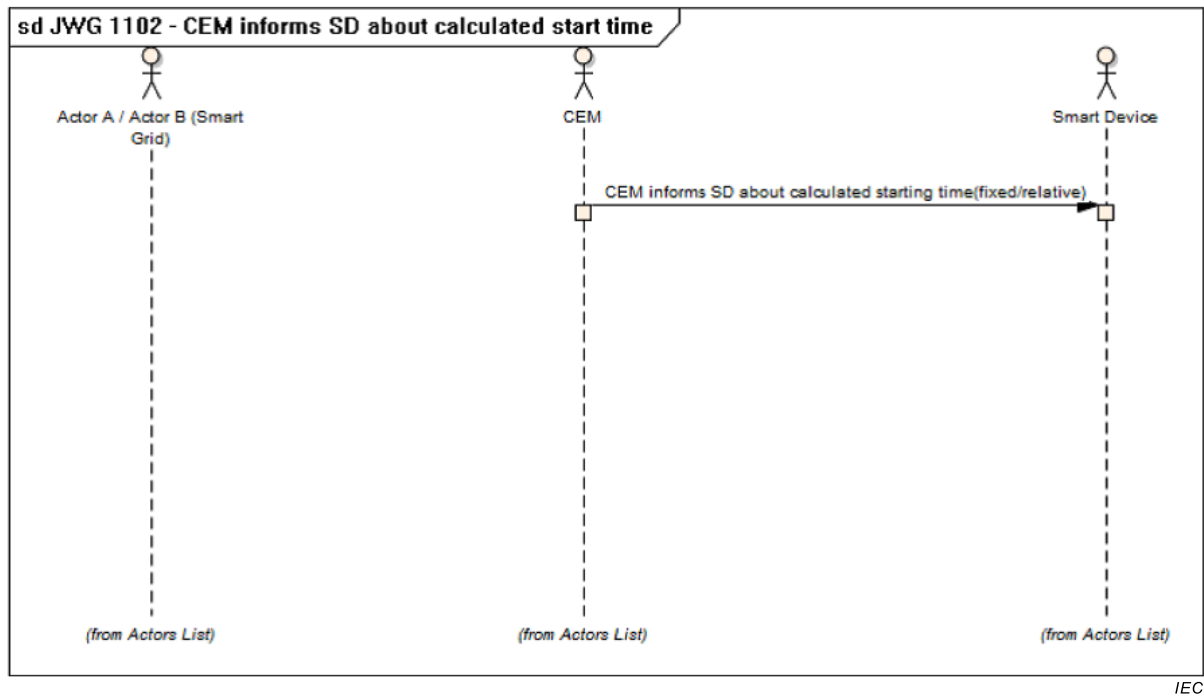 sd JWG 1102 - CEM informs SD about calculated start time
Actor A / Actor B (Smart
Grid)
CEM
Smart Device
CEM informs SD about calculated starting time(fixed/relative)
(from Actors List)
(from Actors List)
(from Actors List)
IEC